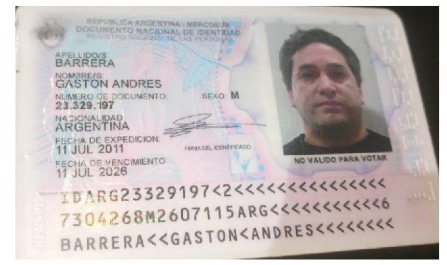 REPÚBLICA ARGENTINA - MERCOSUR
DOCUMENTO NACIONAL DE IDENTIDAD
REGISTRO NACIONAL DE LAS PERSONAS
APELLIDO/S
BARRERA
NOMBRE/S
GASTON ANDRES
NUMERO DE DOCUMENTO: SEXO: M
23.329.197
NACIONALIDAD
ARGENTINA
FECHA DE EXPEDICION:
11 JUL 2011
FIRMA DEL IDENTIFICADO
FECHA DE VENCIMIENTO
11 JUL 2026
NO VALIDO PARA VOTAR
IDARG23329197<2<<<<<<<<<<<<<<<
7304268M2607115ARG<<<<<<<<<<<6
BARRERA<<GASTON<ANDRES<<<<<<<<